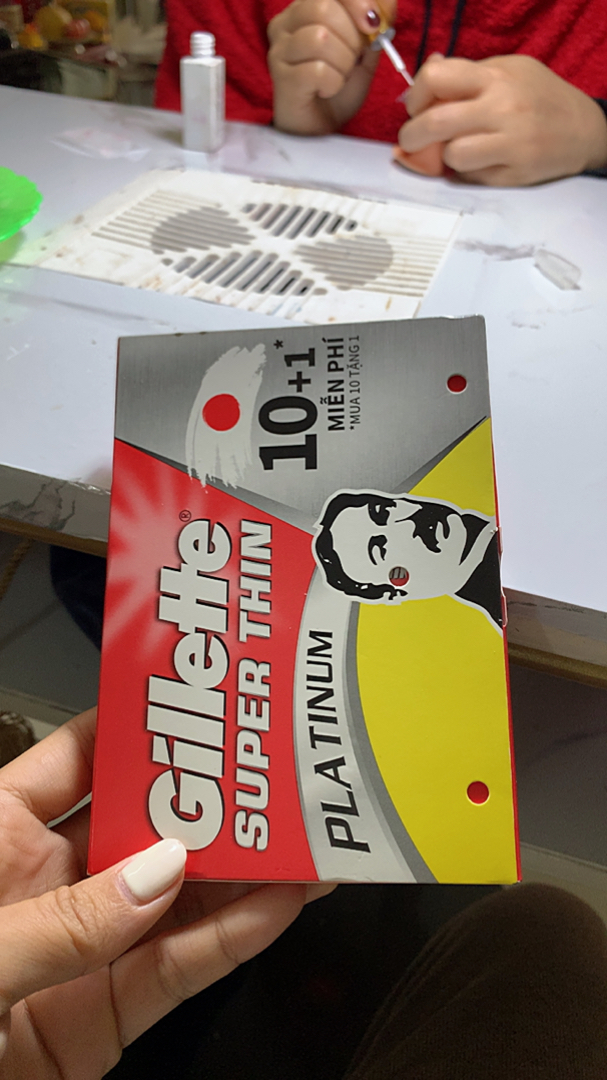 10+1*
MIỄN PHÍ
*MUA 10 TẶNG 1
Gillette®
SUPER THIN
PLATINUM